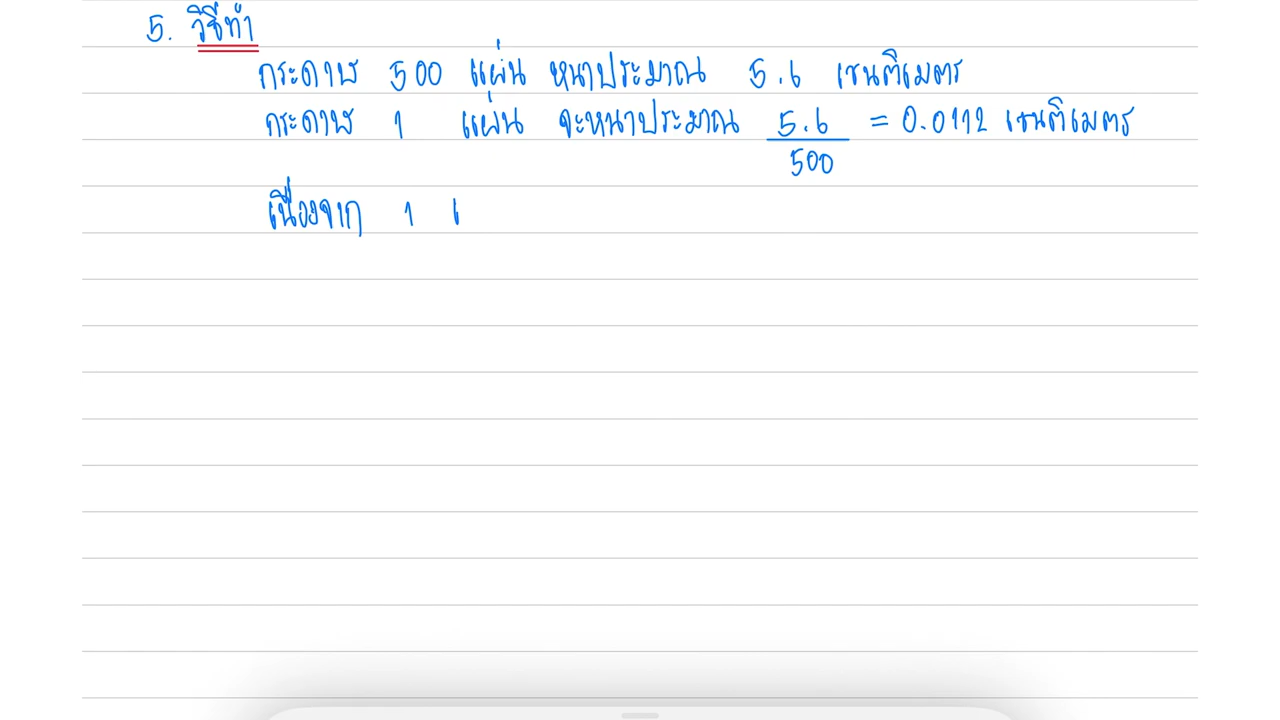 5. วิธีทำ
กระดาษ 500 แผ่น หนาประมาณ 5.6 เซนติเมตร
กระดาษ 1 แผ่น จะหนาประมาณ 5.6/500 = 0.0112 เซนติเมตร
เนื่องจาก 1 เ